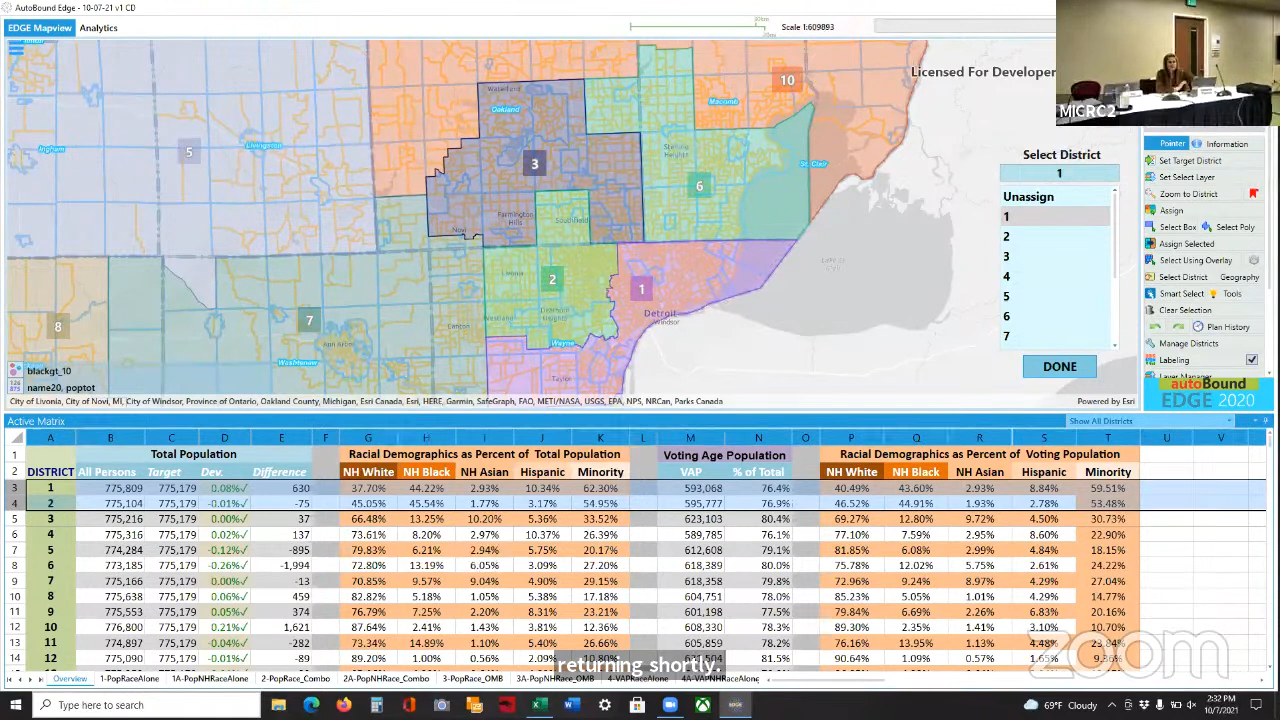 AutoBound Edge - 10-07-21 v1 CD
EDGE Mapview Analytics
Scale 1:609893
Licensed For Developer
MICRC2
10
5
3
6
2
1
7
8
Ingham
Livingston
Waterford
Oakland
Macomb
Sterling
Heights
St. Clair
Farmington
Hills
Southfield
Novi
Livonia
Westland
Dearborn
Heights
Detroit
Windsor
Wayne
Canton
Ann Arbor
Washtenaw
Taylor
blackgt_10
name20, poptot
City of Livonia, City of Novi, MI, City of Windsor, Province of Ontario, Oakland County, Michigan, Esri Canada, Esri, HERE, Garmin, SafeGraph, FAO, METI/NASA, USGS, EPA, NPS, NRCan, Parks Canada
Powered by Esri
Select District
1
Unassign
1
2
3
4
5
6
7
DONE
Pointer Information
Set Target District
Set Select Layer
Zoom to District
Assign
Select Box Select Poly
Assign Selected
Select Using Overlay
Select District Geography
Smart Select Tools
Clear Selection
Plan History
Manage Districts
Labeling
Layer Manager
autoBound
EDGE 2020
Active Matrix Show All Districts
A B C D E F G H I J K L M N O P Q R S T U V
1 Total Population Racial Demographics as Percent of Total Population Voting Age Population Racial Demographics as Percent of Voting Population
2 DISTRICT All Persons Target Dev. Difference NH White NH Black NH Asian Hispanic Minority VAP % of Total NH White NH Black NH Asian Hispanic Minority
3 1 775,809 775,179 0.08%✓ 630 37.70% 44.22% 2.93% 10.34% 62.30% 593,068 76.4% 40.49% 43.60% 2.93% 8.84% 59.51%
4 2 775,104 775,179 -0.01%✓ -75 45.05% 45.54% 1.77% 3.17% 54.95% 595,777 76.9% 46.52% 44.91% 1.93% 2.78% 53.48%
5 3 775,216 775,179 0.00%✓ 37 66.48% 13.25% 10.20% 5.36% 33.52% 623,103 80.4% 69.27% 12.80% 9.72% 4.50% 30.73%
6 4 775,316 775,179 0.02%✓ 137 73.61% 8.20% 2.97% 10.37% 26.39% 589,785 76.1% 77.10% 7.59% 2.95% 8.60% 22.90%
7 5 774,284 775,179 -0.12%✓ -895 79.83% 6.21% 2.94% 5.75% 20.17% 612,608 79.1% 81.85% 6.08% 2.99% 4.84% 18.15%
8 6 773,185 775,179 -0.26%✓ -1,994 72.80% 13.19% 6.05% 3.09% 27.20% 618,389 80.0% 75.78% 12.02% 5.75% 2.61% 24.22%
9 7 775,166 775,179 0.00%✓ -13 70.85% 9.57% 9.04% 4.90% 29.15% 618,358 79.8% 72.96% 9.24% 8.97% 4.29% 27.04%
10 8 775,638 775,179 0.06%✓ 459 82.82% 5.18% 1.05% 5.38% 17.18% 604,751 78.0% 85.23% 5.05% 1.01% 4.29% 14.77%
11 9 775,553 775,179 0.05%✓ 374 76.79% 7.25% 2.20% 8.31% 23.21% 601,198 77.5% 79.84% 6.69% 2.26% 6.83% 20.16%
12 10 776,800 775,179 0.21%✓ 1,621 87.64% 2.41% 1.43% 3.81% 12.36% 608,330 78.3% 89.30% 2.35% 1.41% 3.10% 10.70%
13 11 774,897 775,179 -0.04%✓ -282 73.34% 14.89% 1.10% 5.40% 26.66% 605,859 78.2% 76.16% 13.95% 1.13% 4.48% 23.84%
14 12 775,090 775,179 -0.01%✓ -89 89.20% 1.00% 0.56% 2.09% 81.5% 90.64% 1.09% 0.57%
returning shortly.
zoom
Overview 1-PopRaceAlone 1A-PopNHRaceAlone 2-PopRace_Combo 2A-PopNHRace_Combo 3-PopRace_OMB 3A-PopNHRace_OMB 4-VAPRaceAlone 4A-VAPNHRaceAlone
Type here to search
69°F Cloudy
2:32 PM
10/7/2021